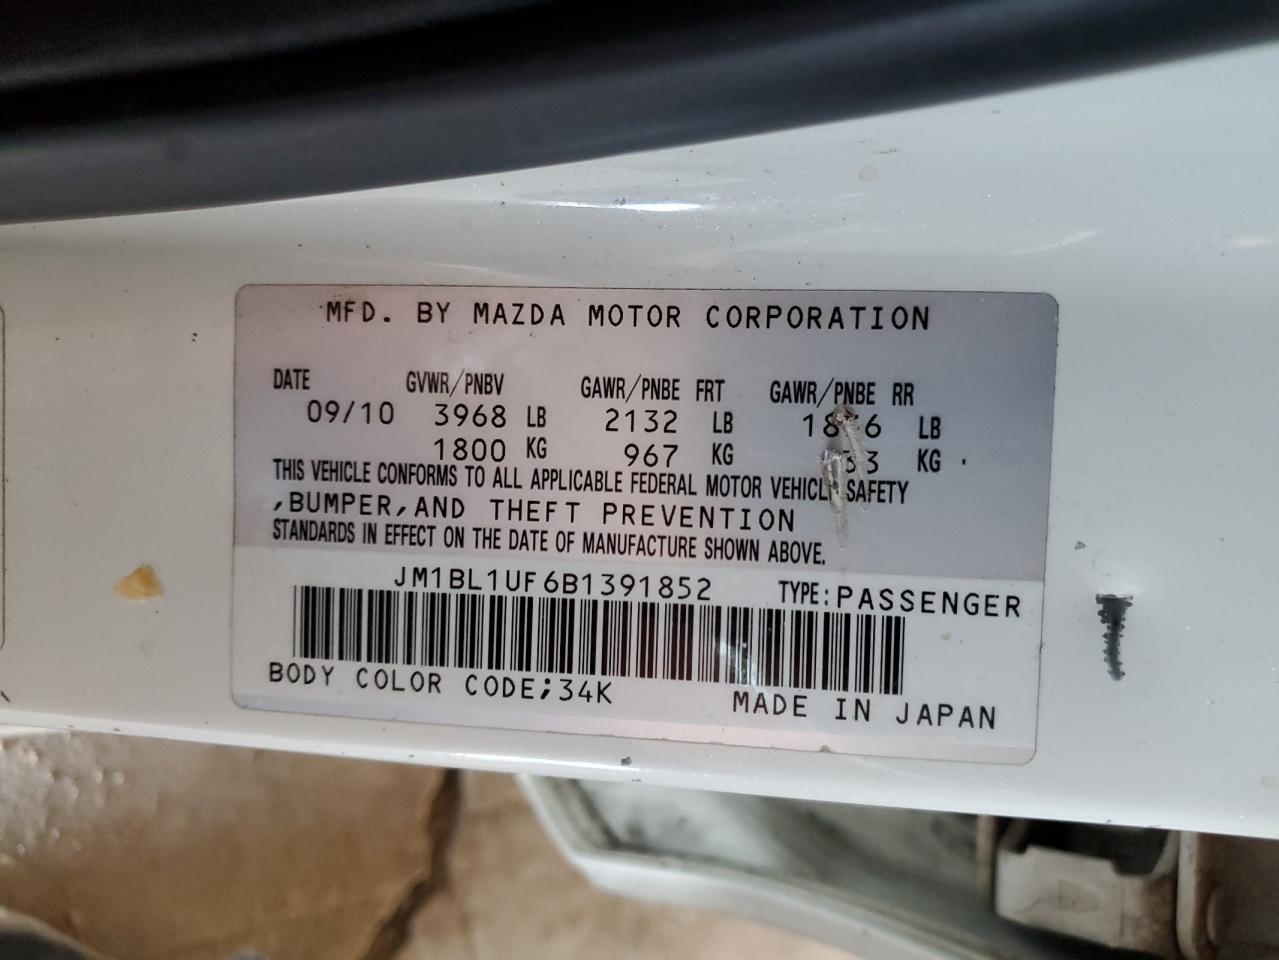 MFD. BY MAZDA MOTOR CORPORATION
DATE GVWR/PNBV GAWR/PNBE FRT GAWR/PNBE RR
09/10 3968 LB 2132 LB LB
1800 KG 967 KG KG
THIS VEHICLE CONFORMS TO ALL APPLICABLE FEDERAL MOTOR VEHICLE SAFETY
,BUMPER,AND THEFT PREVENTION
STANDARDS IN EFFECT ON THE DATE OF MANUFACTURE SHOWN ABOVE.
JM1BL1UF6B1391852 TYPE:PASSENGER
BODY COLOR CODE;34K MADE IN JAPAN